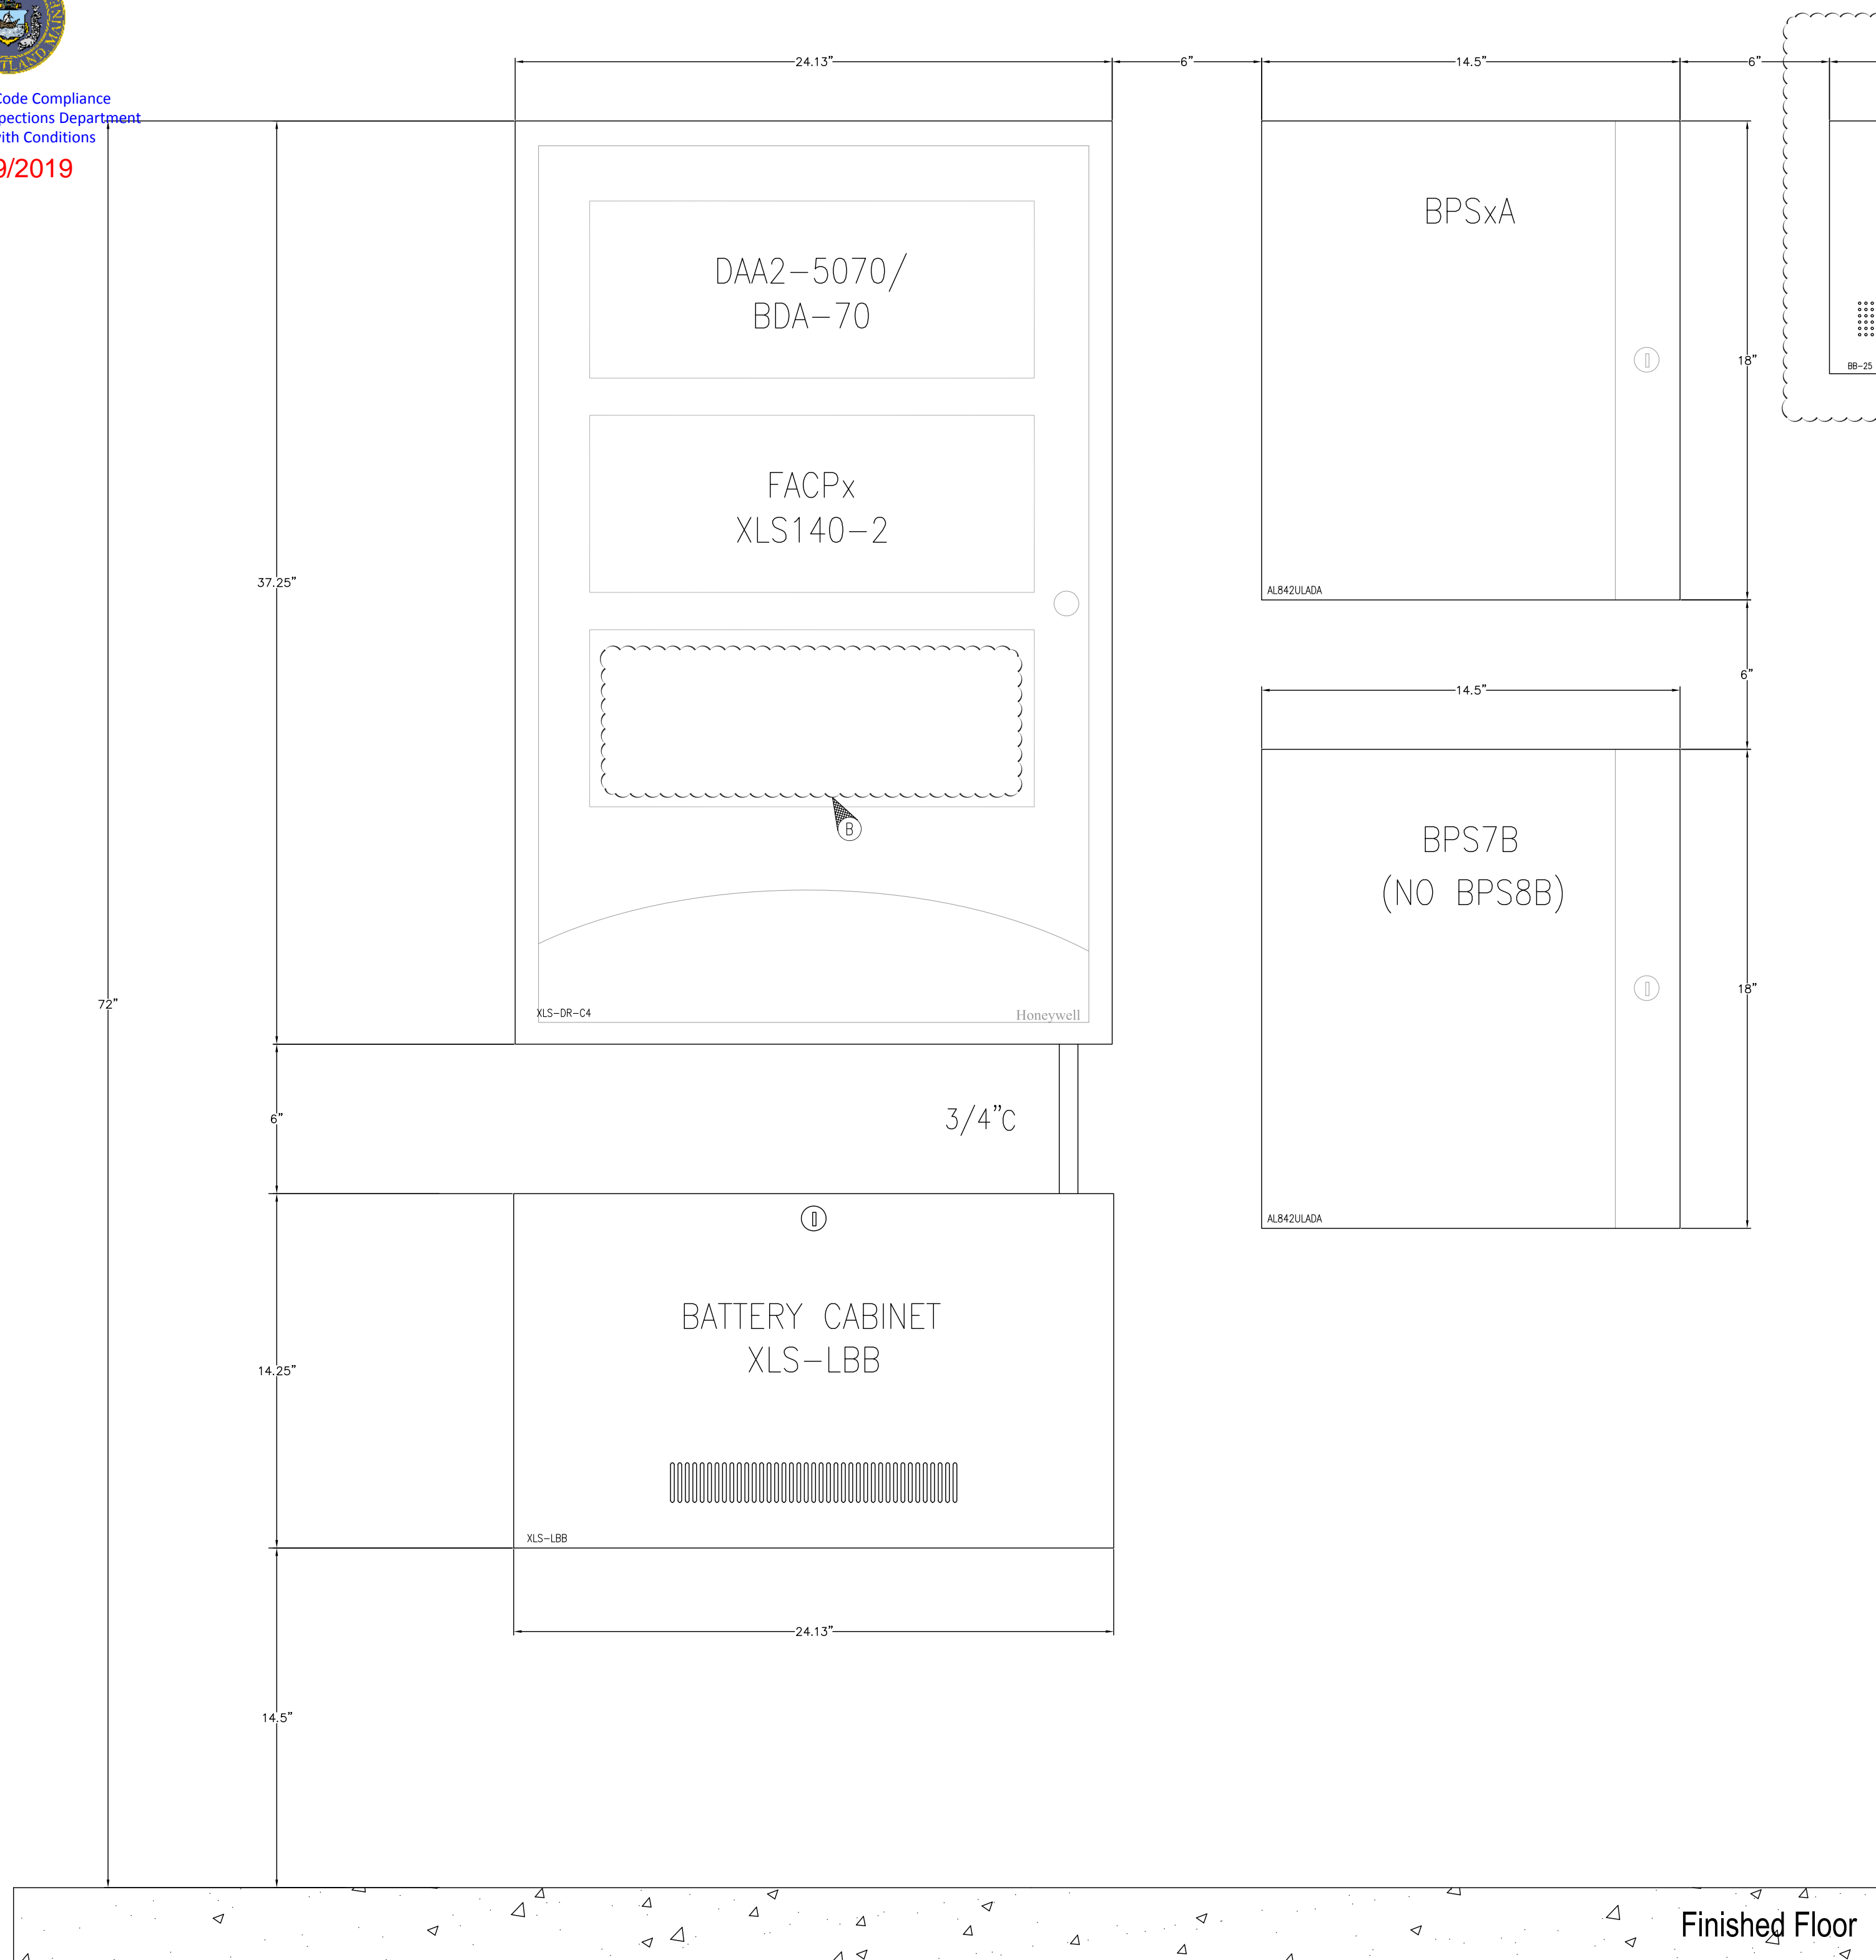 TLAND MAINE
Code Compliance
pections Department
with Conditions
9/2019
24.13"
6"
14.5"
6"
DAA2-5070/
BDA-70
BPSxA
18"
BB-25
FACPx
XLS140-2
37.25"
AL842ULADA
6"
14.5"
B
BPS7B
(NO BPS8B)
72"
18"
XLS-DR-C4
Honeywell
6"
3/4"C
AL842ULADA
BATTERY CABINET
XLS-LBB
14.25"
XLS-LBB
24.13"
14.5"
Finished Floor